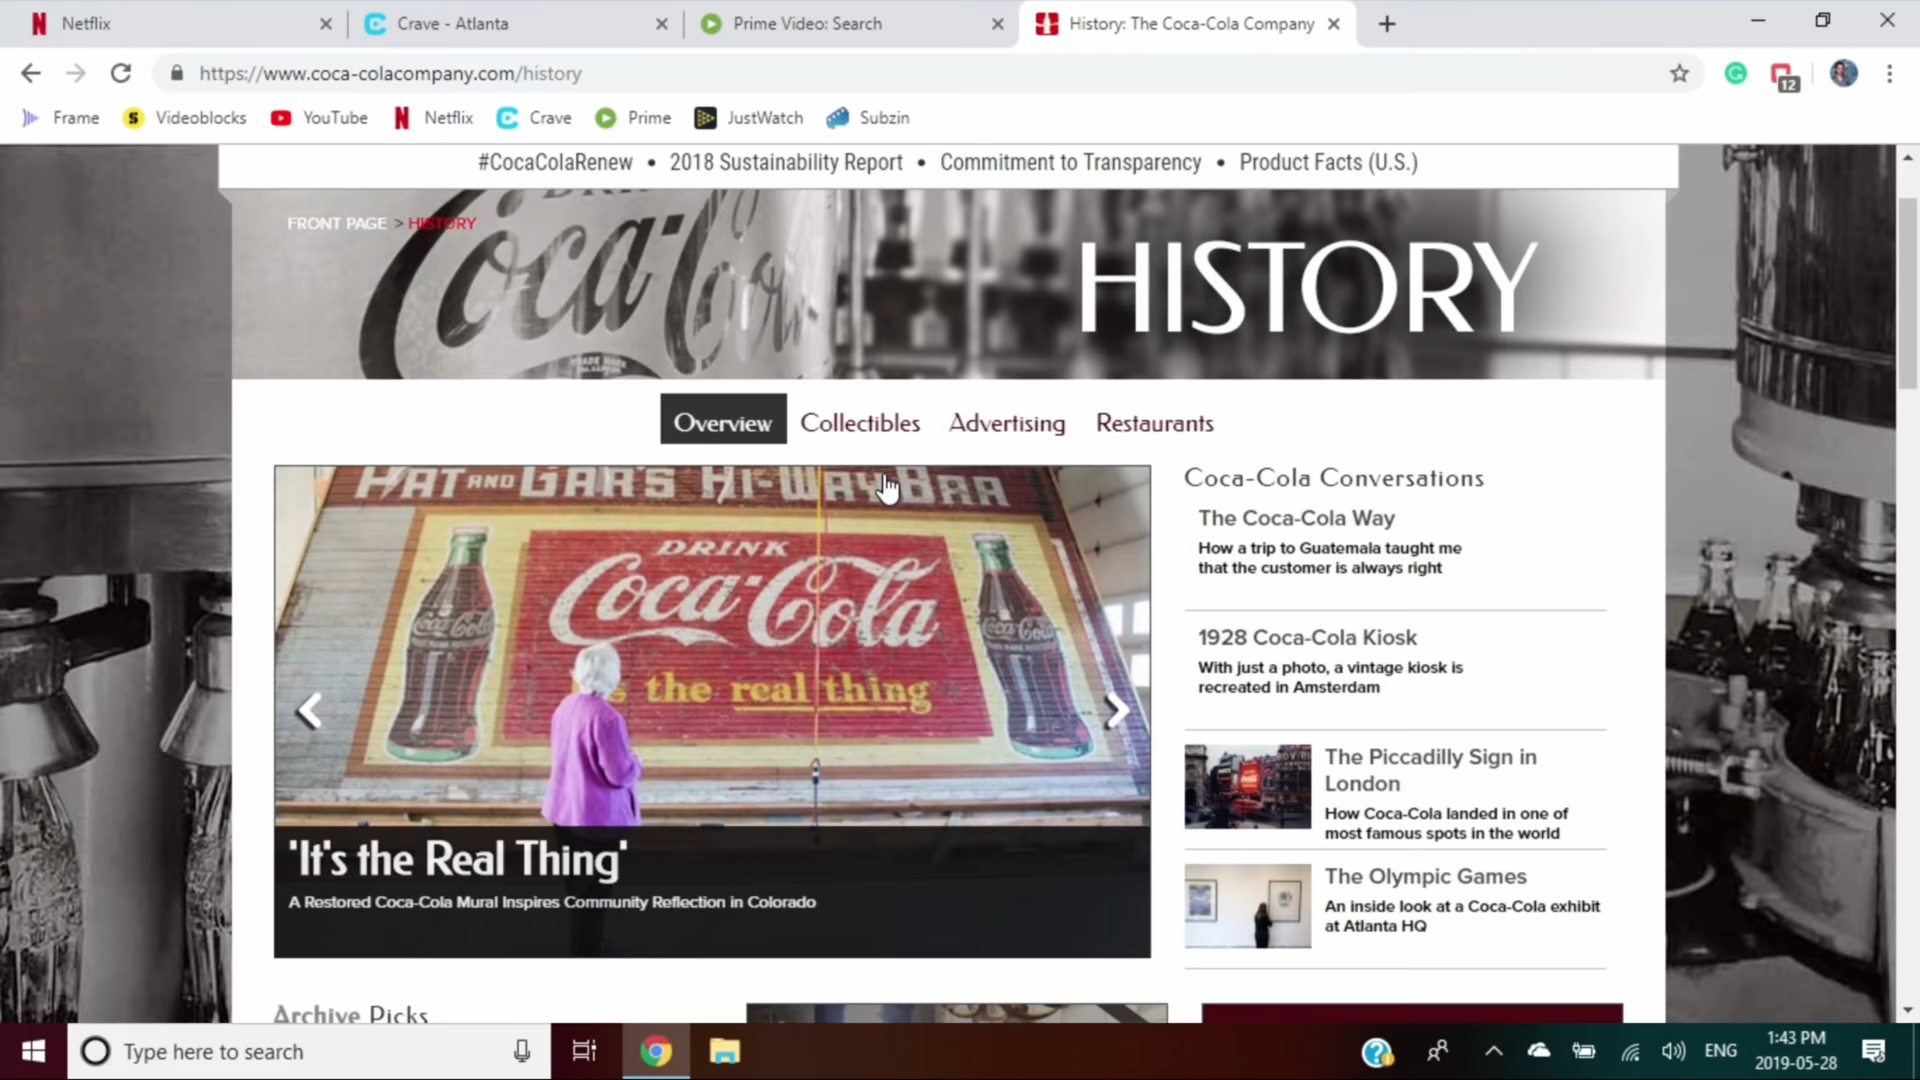 Netflix
Crave - Atlanta
Prime Video: Search
History: The Coca-Cola Company
https://www.coca-colacompany.com/history
12
Frame
Videoblocks
YouTube
Netflix
Crave
Prime
JustWatch
Subzin
#CocaColaRenew • 2018 Sustainability Report • Commitment to Transparency • Product Facts (U.S.)
FRONT PAGE > HISTORY
Coca-Cola
TRADE MARK
HISTORY
Overview
Collectibles
Advertising
Restaurants
HI-WAY BAR
DRINK
Coca-Cola
the real thing
Coca-Cola
'It's the Real Thing'
A Restored Coca-Cola Mural Inspires Community Reflection in Colorado
Coca-Cola Conversations
The Coca-Cola Way
How a trip to Guatemala taught me
that the customer is always right
1928 Coca-Cola Kiosk
With just a photo, a vintage kiosk is
recreated in Amsterdam
The Piccadilly Sign in
London
How Coca-Cola landed in one of
most famous spots in the world
The Olympic Games
An inside look at a Coca-Cola exhibit
at Atlanta HQ
Archive Picks
Type here to search
ENG
1:43 PM
2019-05-28